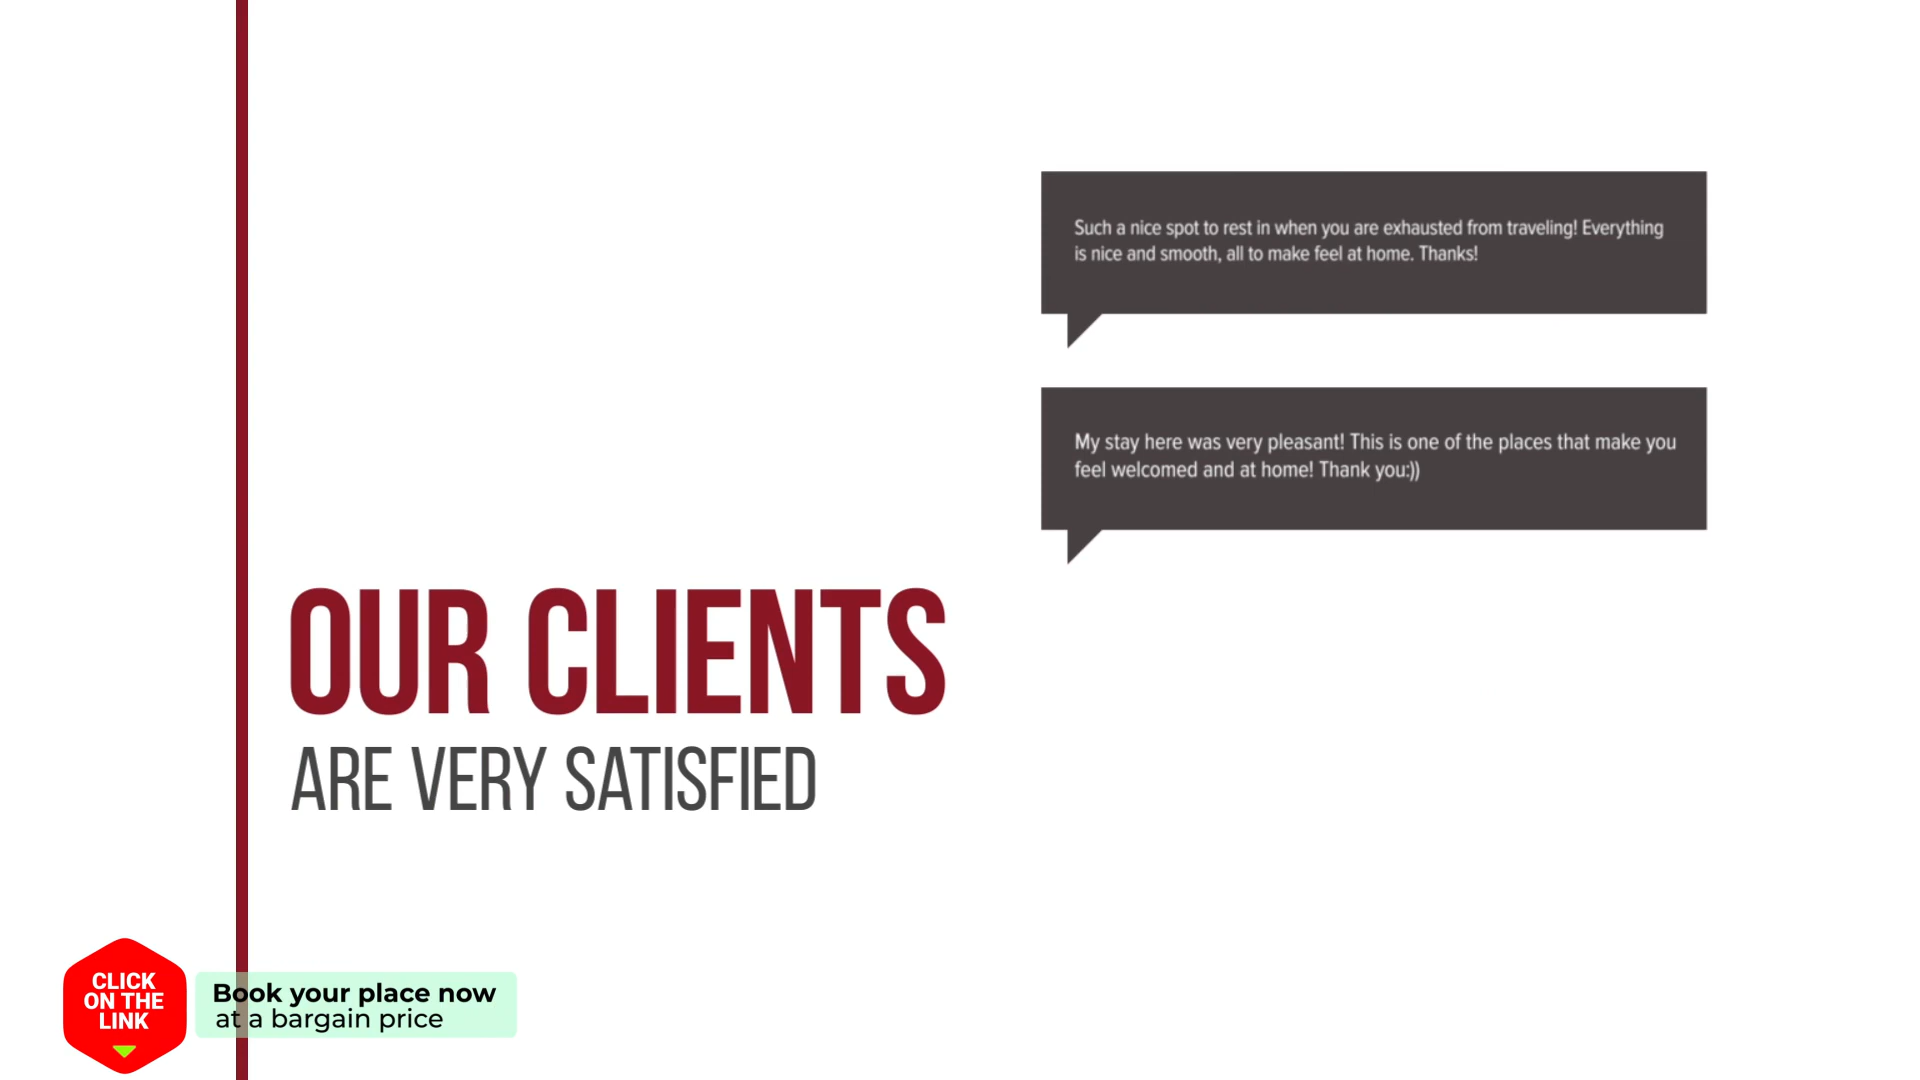 Such a nice spot to rest in when you are exhausted from traveling! Everything
is nice and smooth, all to make feel at home. Thanks!
My stay here was very pleasant! This is one of the places that make you
feel welcomed and at home! Thank you:))
OUR CLIENTS
ARE VERY SATISFIED
CLICK
ON THE
LINK
Book your place now
at a bargain price